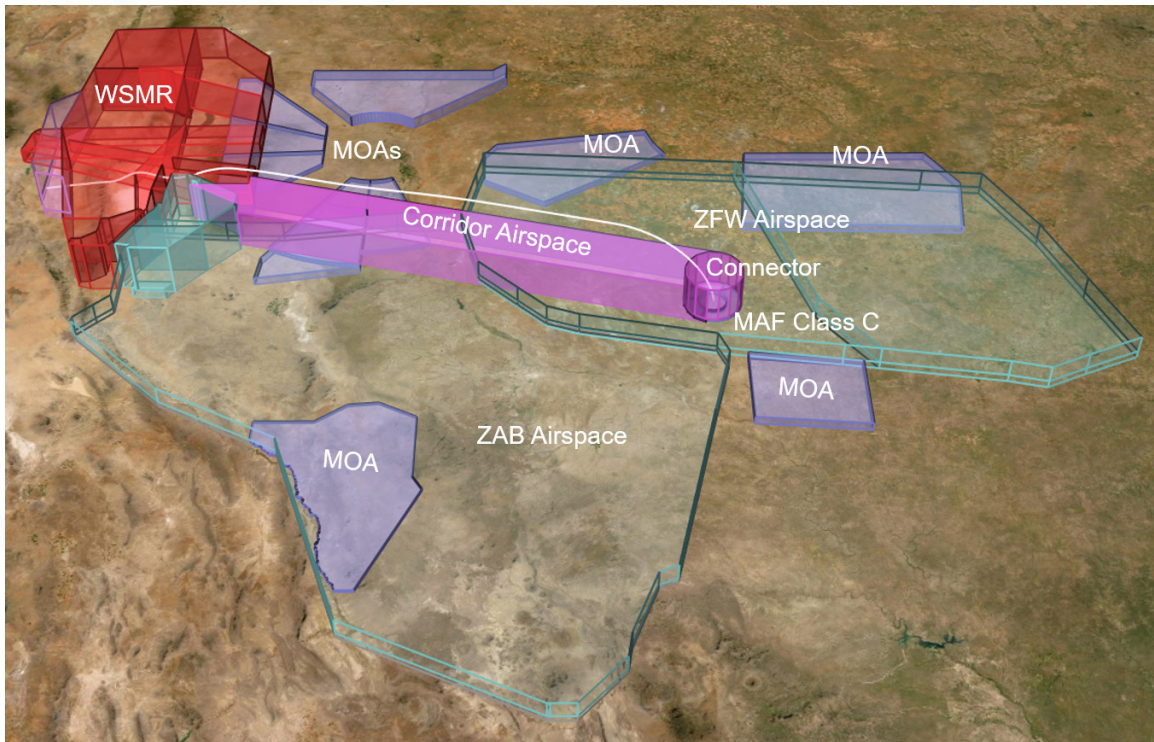 WSMR
MOAs
MOA
MOA
Corridor Airspace
ZFW Airspace
Connector
MAF Class C
MOA
ZAB Airspace
MOA